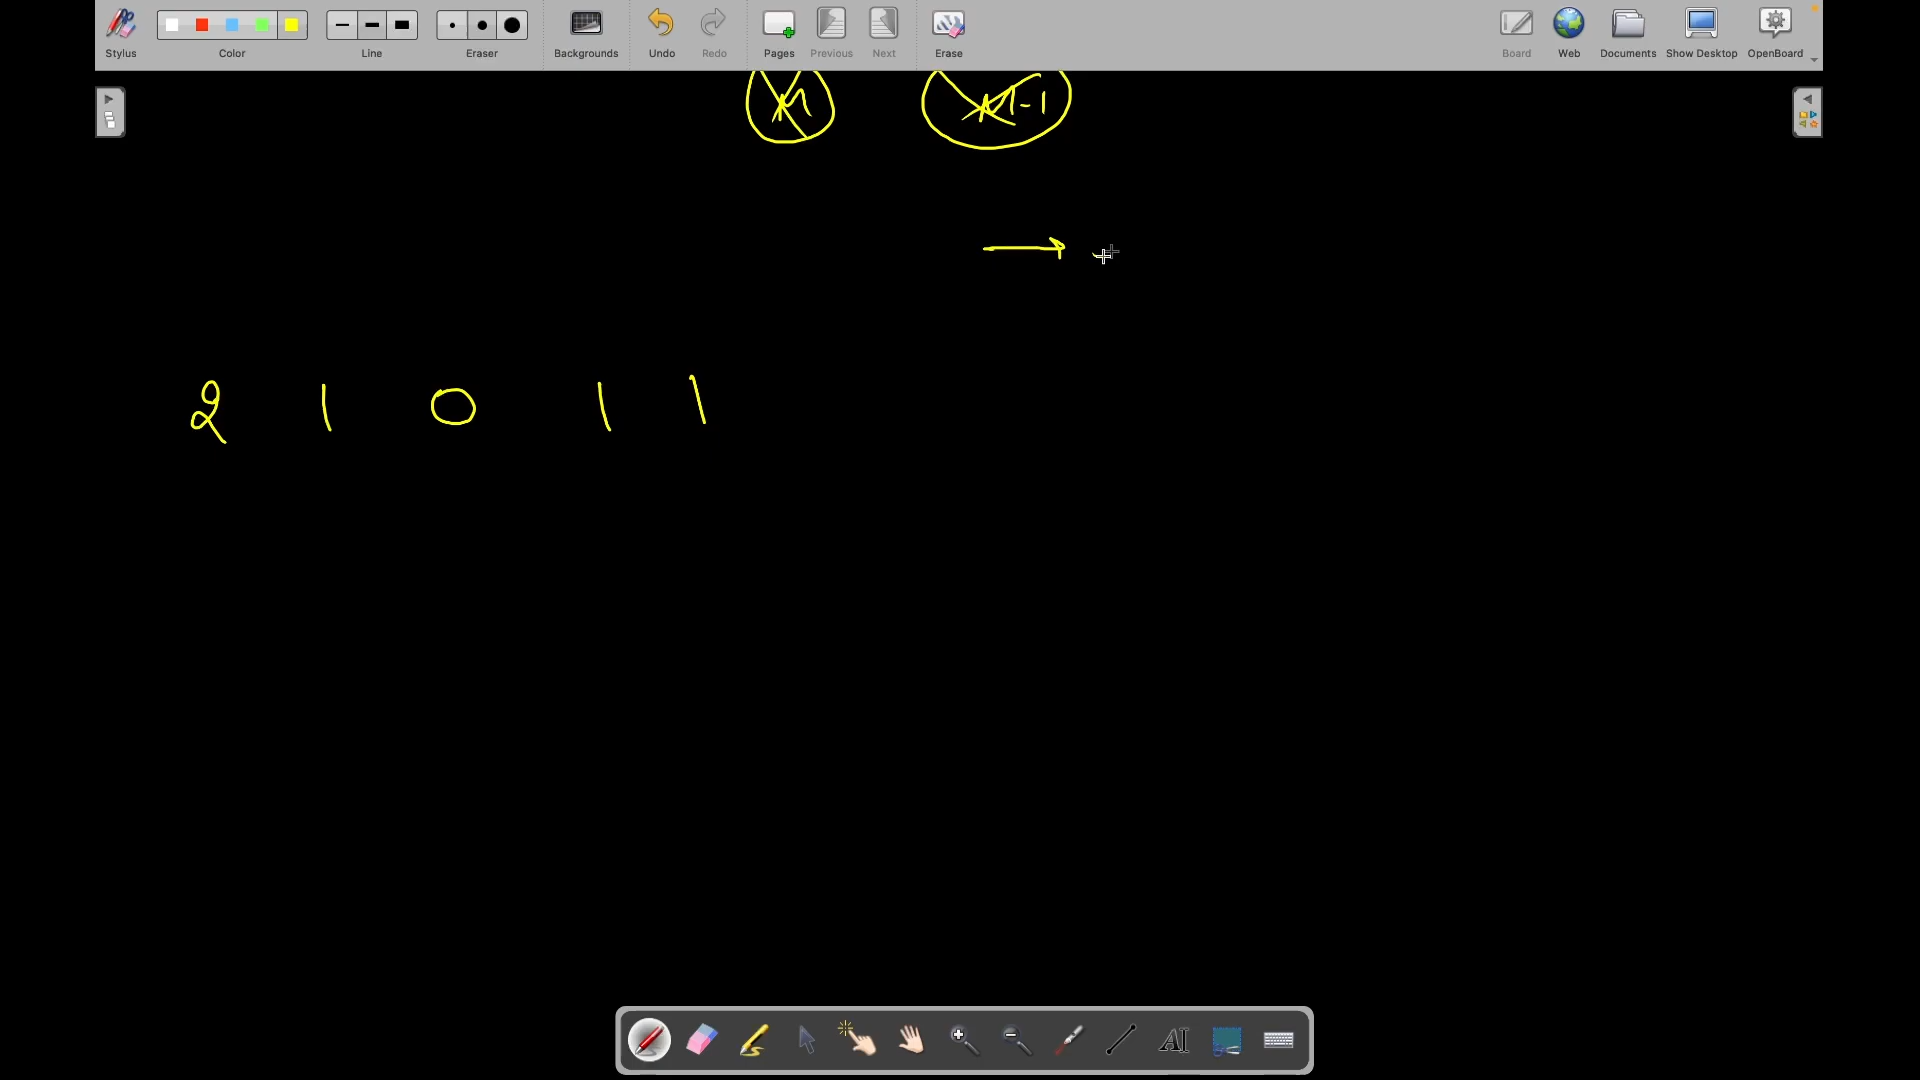 Stylus Color Line Eraser Backgrounds Undo Redo Pages Previous Next Erase Board Web Documents Show Desktop OpenBoard
M M-1
2 1 0 1 1
AI